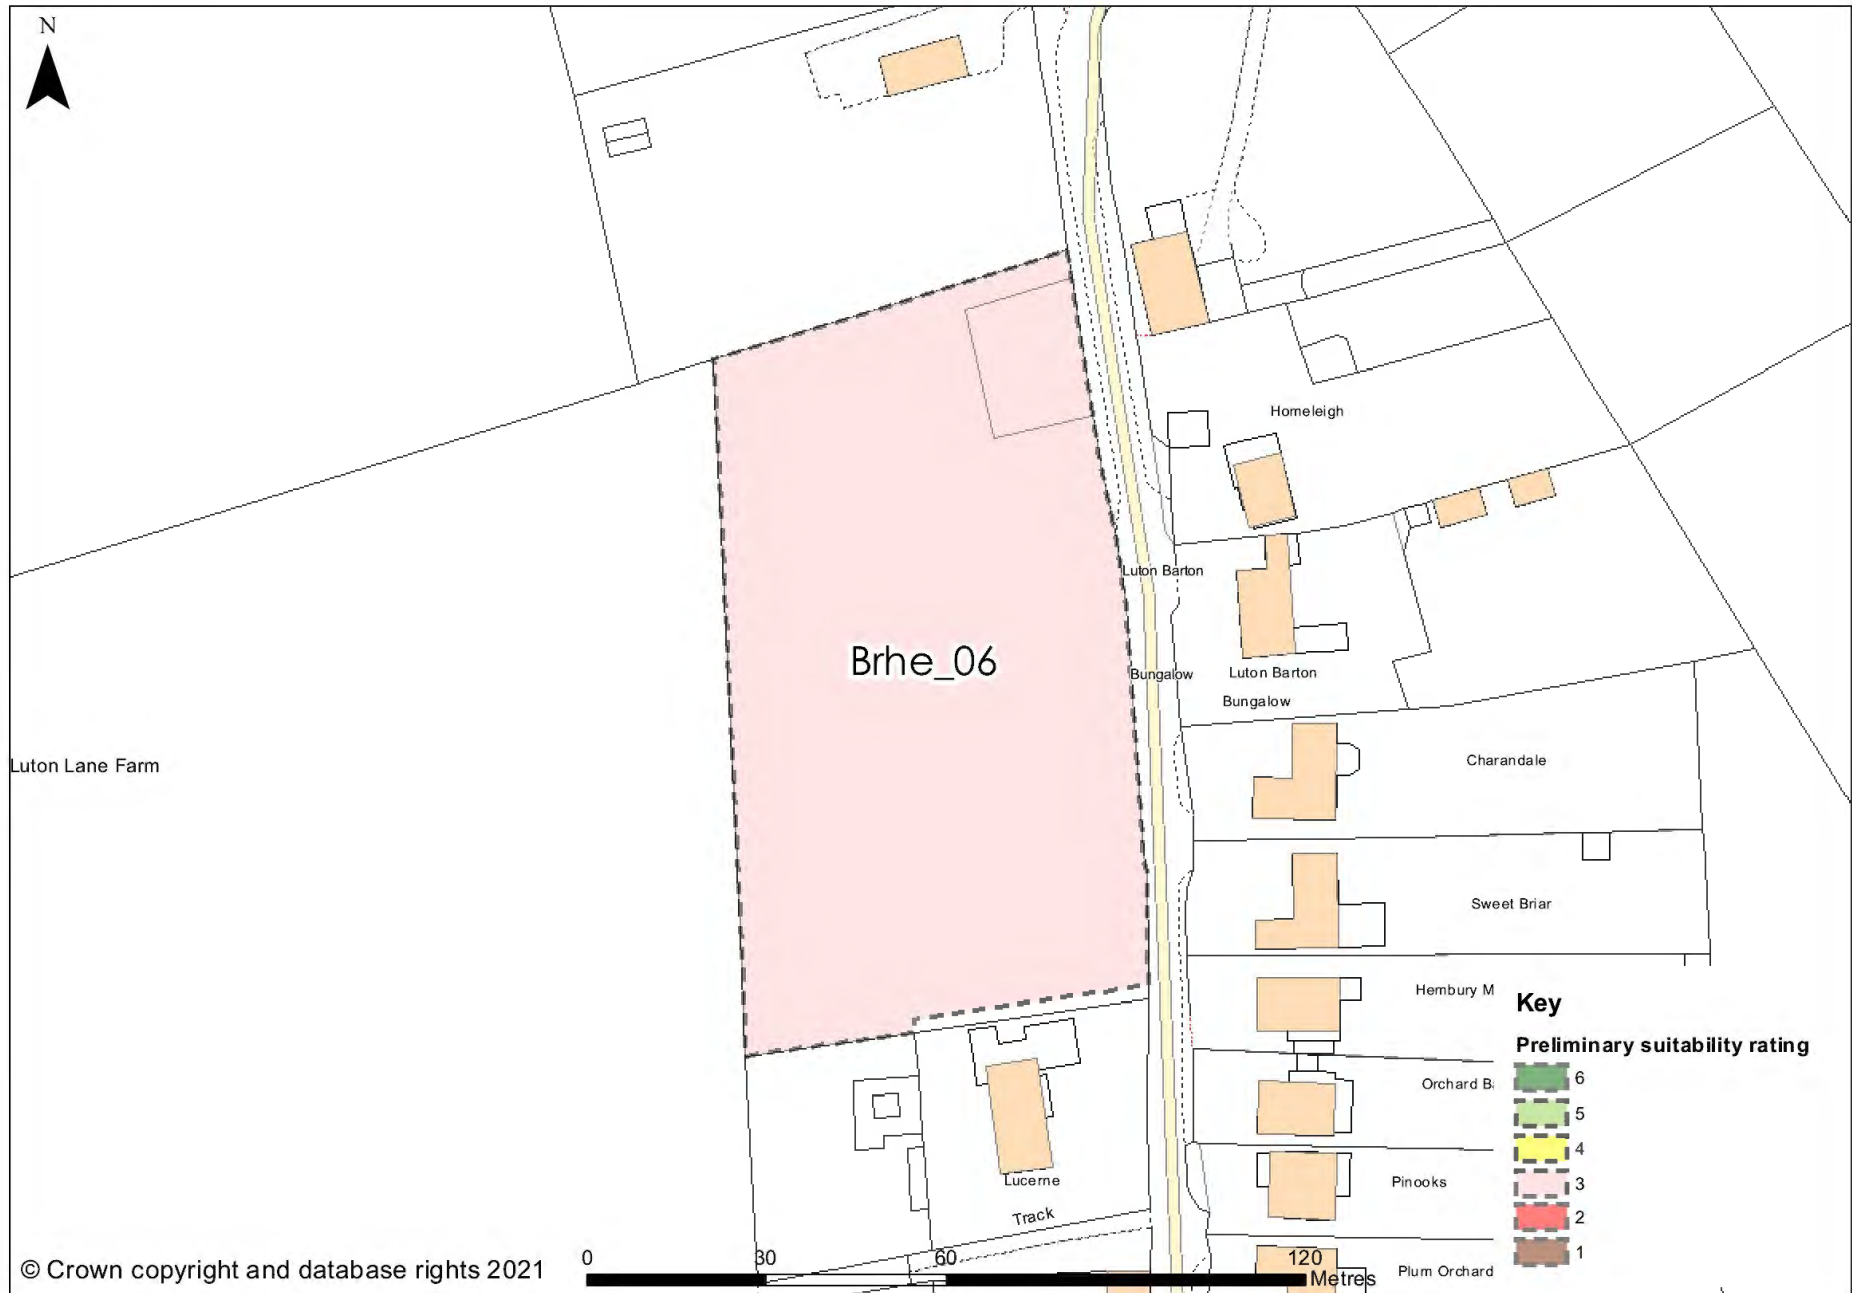 N
Homeleigh
Luton Barton
Brhe_06
Bungalow
Luton Barton
Bungalow
Luton Lane Farm
Charandale
Sweet Briar
Hembury M
Key
Preliminary suitability rating
6
5
4
3
2
1
Orchard Ba
Pinooks
Lucerne
Track
Plum Orchard
0 30 60 120
Metres
© Crown copyright and database rights 2021